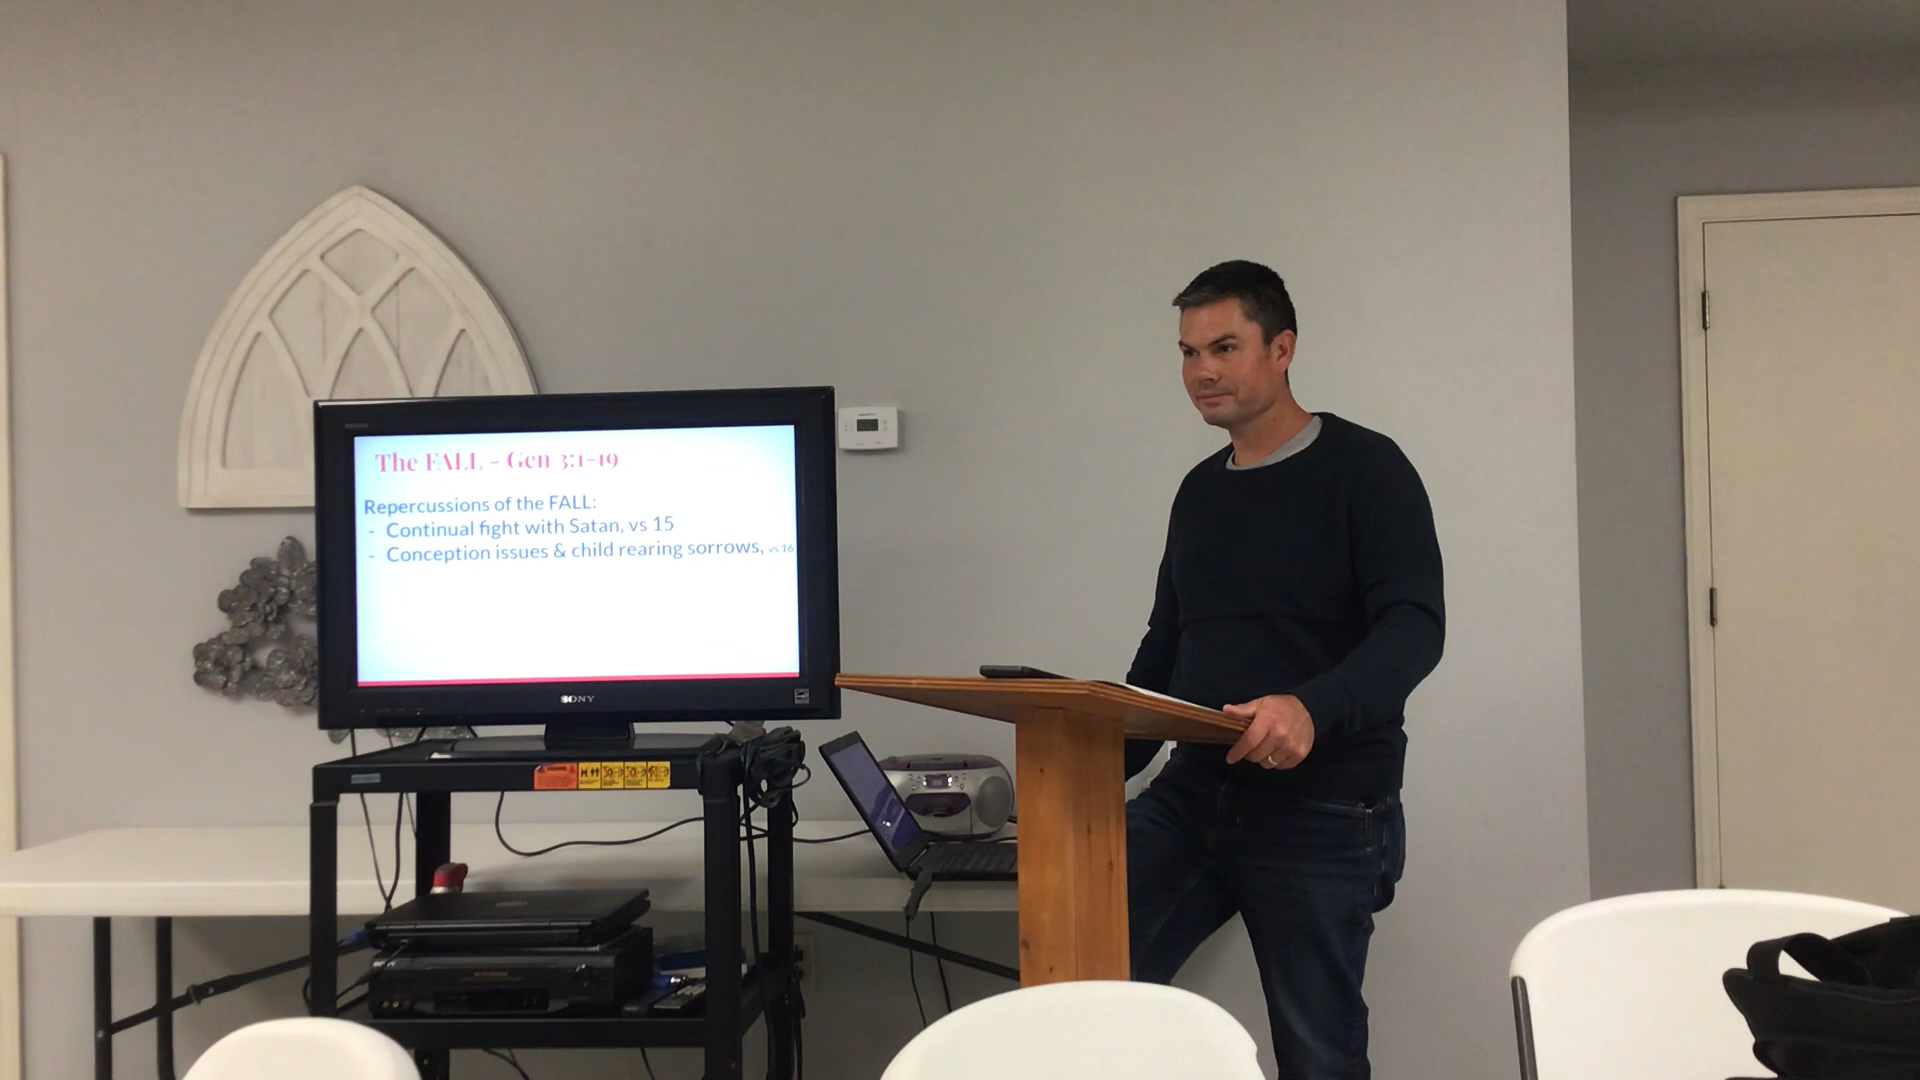 The FALL - Gen 3:1-19
Repercussions of the FALL:
- Continual fight with Satan, vs 15
- Conception issues & child rearing sorrows, vs 16
SONY